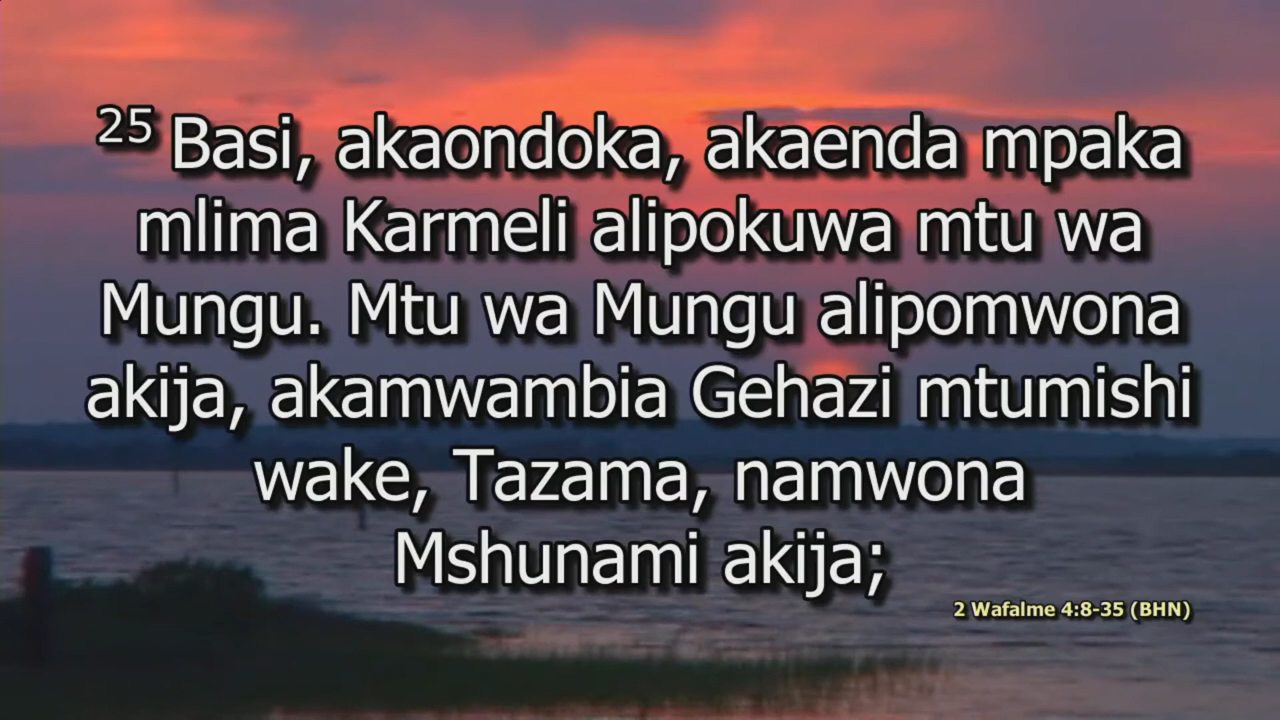 25 Basi, akaondoka, akaenda mpaka
mlima Karmeli alipokuwa mtu wa
Mungu. Mtu wa Mungu alipomwona
akija, akamwambia Gehazi mtumishi
wake, Tazama, namwona
Mshunami akija;
2 Wafalme 4:8-35 (BHN)